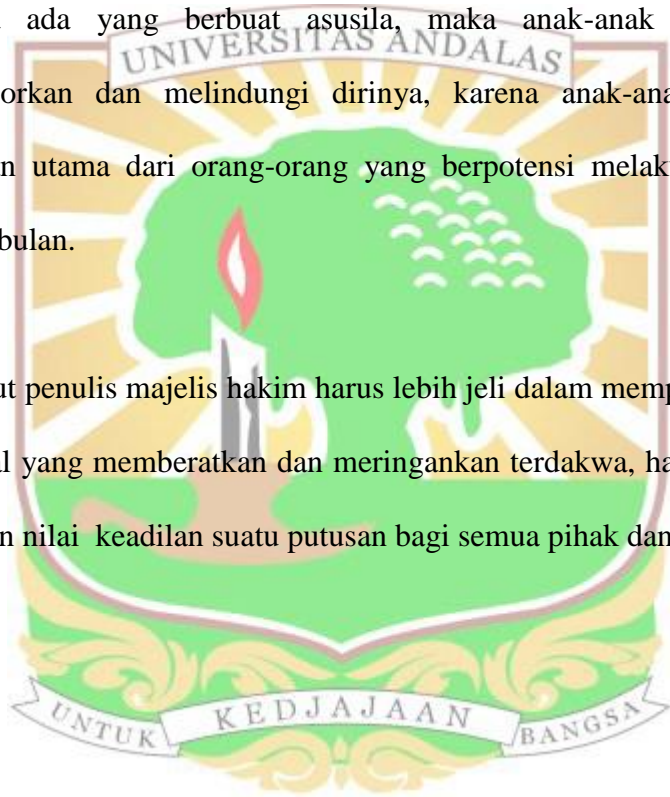 ada yang berbuat asusila, maka anak-anak
UNIVERSITAS ANDALAS
orkan dan melindungi dirinya, karena anak-ana
n utama dari orang-orang yang berpotensi melak
bulan.
ut penulis majelis hakim harus lebih jeli dalam memp
al yang memberatkan dan meringankan terdakwa, ha
n nilai keadilan suatu putusan bagi semua pihak dan
UNTUK KEDJAJAAN BANGSA